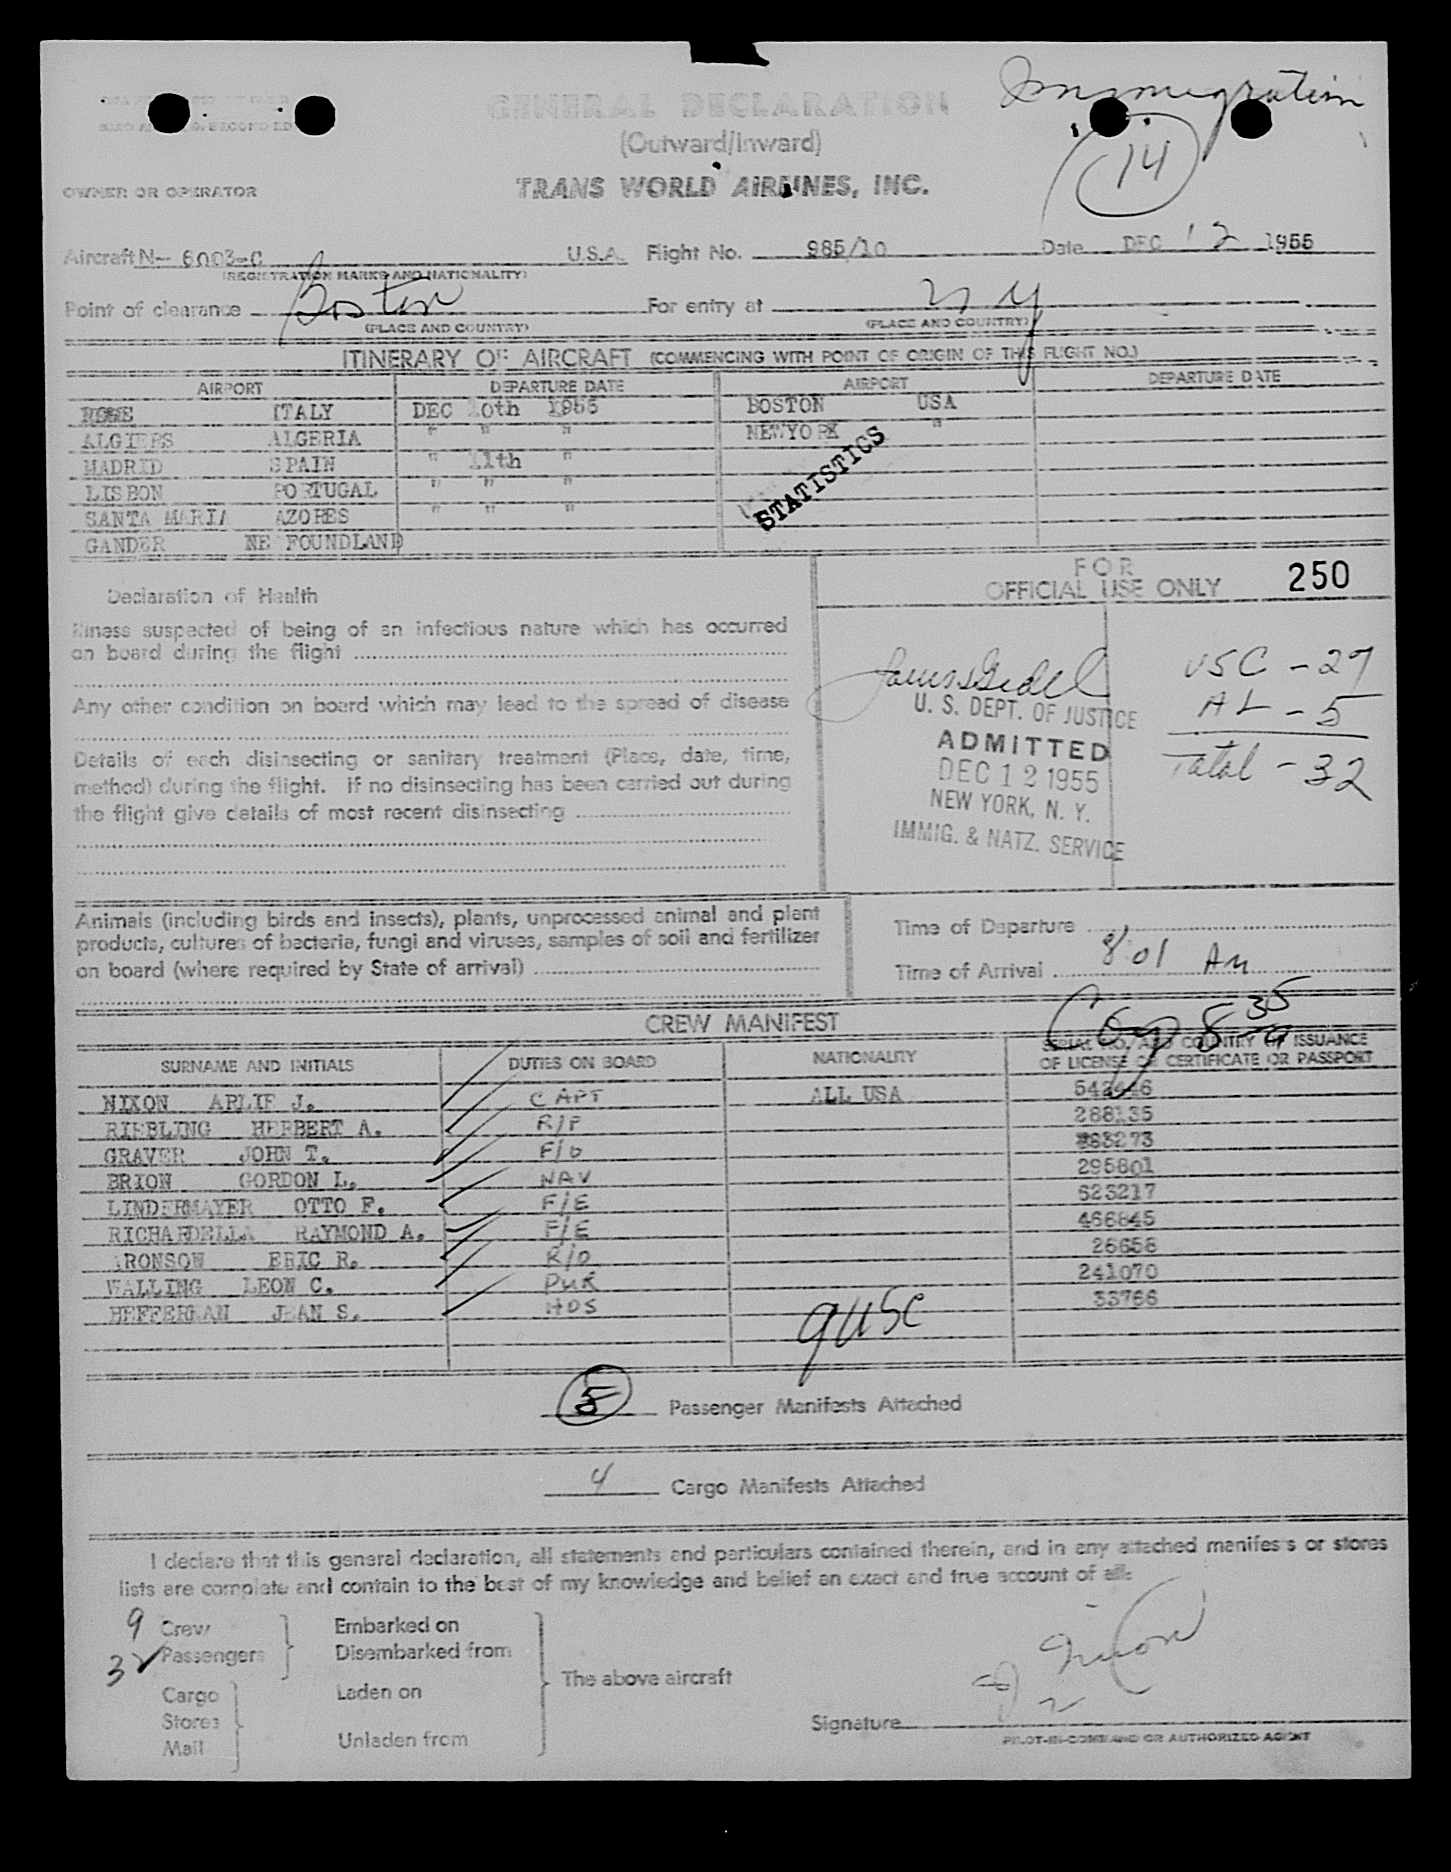 Immigration
GENERAL DECLARATION
(Outward/Inward)
14
OWNER OR OPERATOR
TRANS WORLD AIRLINES, INC.
Aircraft N- 6003-C U.S.A. Flight No. 985/10 Date DEC 12 1955
(REGISTRATION MARKS AND NATIONALITY)
Point of clearance Boston For entry at N Y
(PLACE AND COUNTRY) (PLACE AND COUNTRY)
ITINERARY OF AIRCRAFT (COMMENCING WITH POINT OF ORIGIN OF THIS FLIGHT NO.)
AIRPORT DEPARTURE DATE AIRPORT DEPARTURE DATE
ROME ITALY DEC 10th 1955 BOSTON USA
ALGIERS ALGERIA " " " NEW YORK "
MADRID SPAIN " 11th "
LISBON PORTUGAL " " "
SANTA MARIA AZORES " " "
GANDER NE FOUNDLAND
STATISTICS
FOR
OFFICIAL USE ONLY 250
Declaration of Health
Illness suspected of being of an infectious nature which has occurred
on board during the flight
Any other condition on board which may lead to the spread of disease
Details of each disinsecting or sanitary treatment (Place, date, time,
method) during the flight. If no disinsecting has been carried out during
the flight give details of most recent disinsecting
U. S. DEPT. OF JUSTICE
ADMITTED
DEC 12 1955
NEW YORK, N. Y.
IMMIG. & NATZ. SERVICE
USC - 27
AL - 5
Total - 32
Animals (including birds and insects), plants, unprocessed animal and plant
products, cultures of bacteria, fungi and viruses, samples of soil and fertilizer
on board (where required by State of arrival)
Time of Departure
Time of Arrival 8:01 AM
8 35
CREW MANIFEST
SURNAME AND INITIALS DUTIES ON BOARD NATIONALITY SERIAL NO. AND COUNTRY OF ISSUANCE
OF LICENSE OR CERTIFICATE OR PASSPORT
NIXON ARLIE J. CAPT ALL USA
RIEBLING HERBERT A. R/P 288135
GRAVER JOHN T. F/O
BRION GORDON L. NAV 295801
LINDERMAYER OTTO F. F/E 623217
RICHARDELLA RAYMOND A. F/E 466845
ARONSON ERIC R. R/O 26658
WALLING LEON C. PUR 241070
HEFFERNAN JEAN S. HOS 33766
9 USC
5 Passenger Manifests Attached
4 Cargo Manifests Attached
I declare that this general declaration, all statements and particulars contained therein, and in any attached manifests or stores
lists are complete and contain to the best of my knowledge and belief an exact and true account of all:
9 Crew Embarked on
32 Passengers Disembarked from
The above aircraft
Cargo Laden on
Stores
Mail Unladen from
Signature
PILOT-IN-COMMAND OR AUTHORIZED AGENT